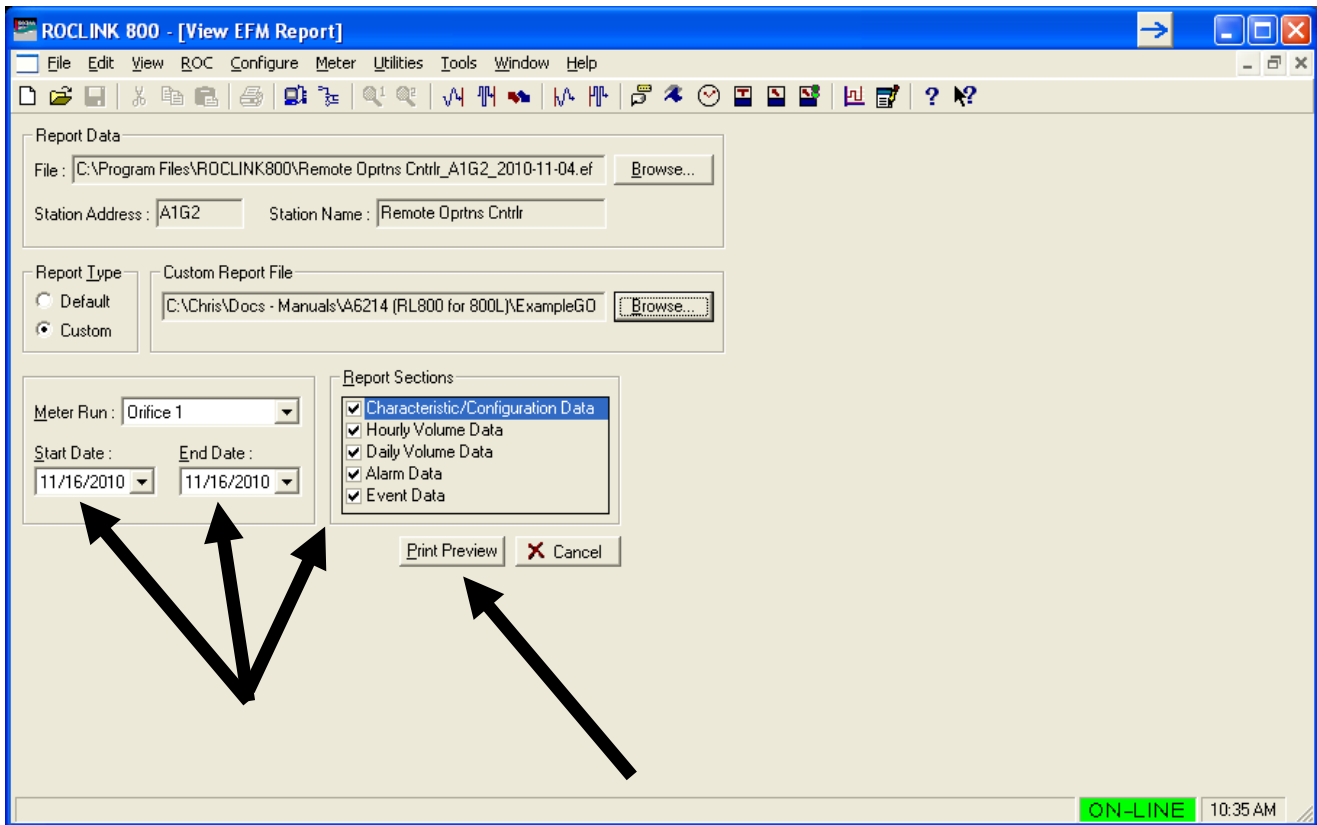 ROCLINK 800 - [View EFM Report]
File Edit View ROC Configure Meter Utilities Tools Window Help
Report Data
File : C:\Program Files\ROCLINK800\Remote Oprtns Cntrlr_A1G2_2010-11-04.ef Browse...
Station Address : A1G2 Station Name : Remote Oprtns Cntrlr
Report Type Custom Report File
Default
C:\Chris\Docs - Manuals\A6214 (RL800 for 800L)\ExampleGO Browse...
Custom
Report Sections
Meter Run : Orifice 1
Characteristic/Configuration Data
Hourly Volume Data
Start Date : End Date :
Daily Volume Data
11/16/2010 11/16/2010
Alarm Data
Event Data
Print Preview Cancel
ON-LINE 10:35 AM